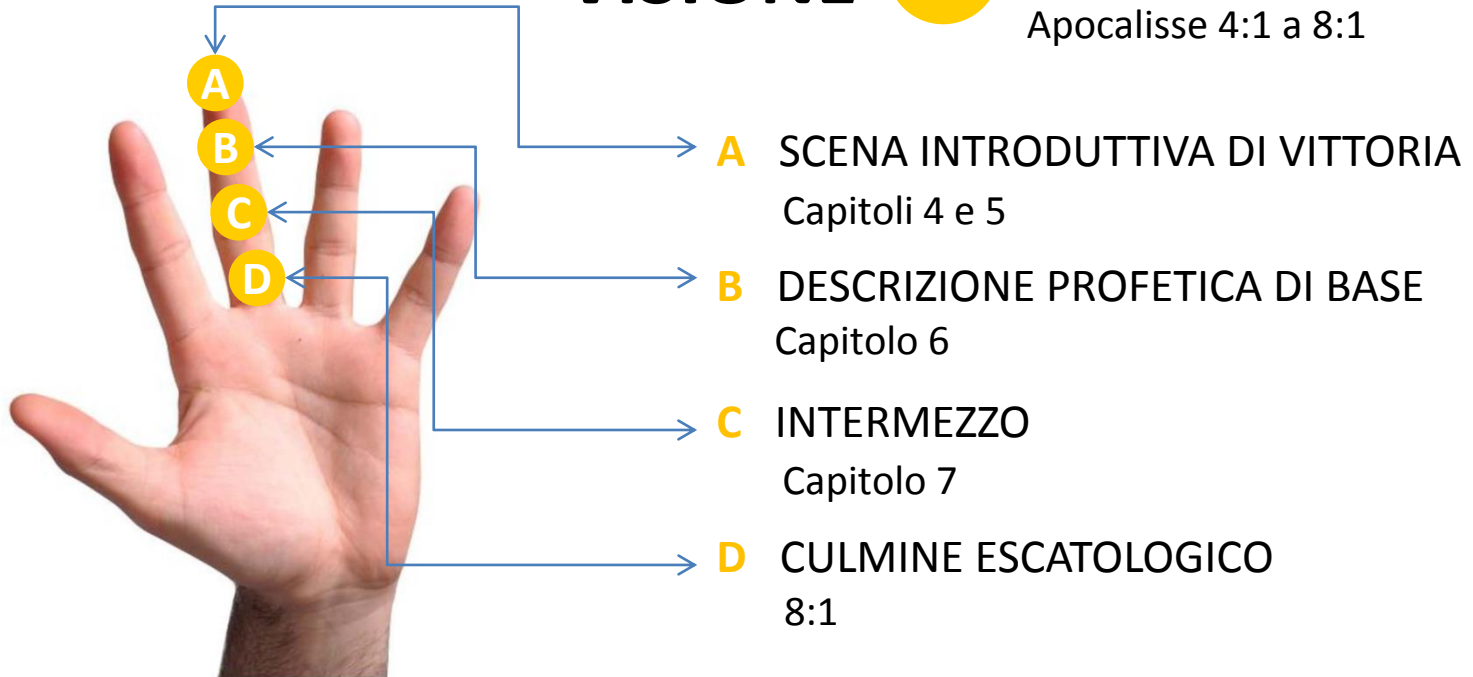 Apocalisse 4:1 a 8:1
A
B
C
D
A SCENA INTRODUTTIVA DI VITTORIA
Capitoli 4 e 5
B DESCRIZIONE PROFETICA DI BASE
Capitolo 6
C INTERMEZZO
Capitolo 7
D CULMINE ESCATOLOGICO
8:1